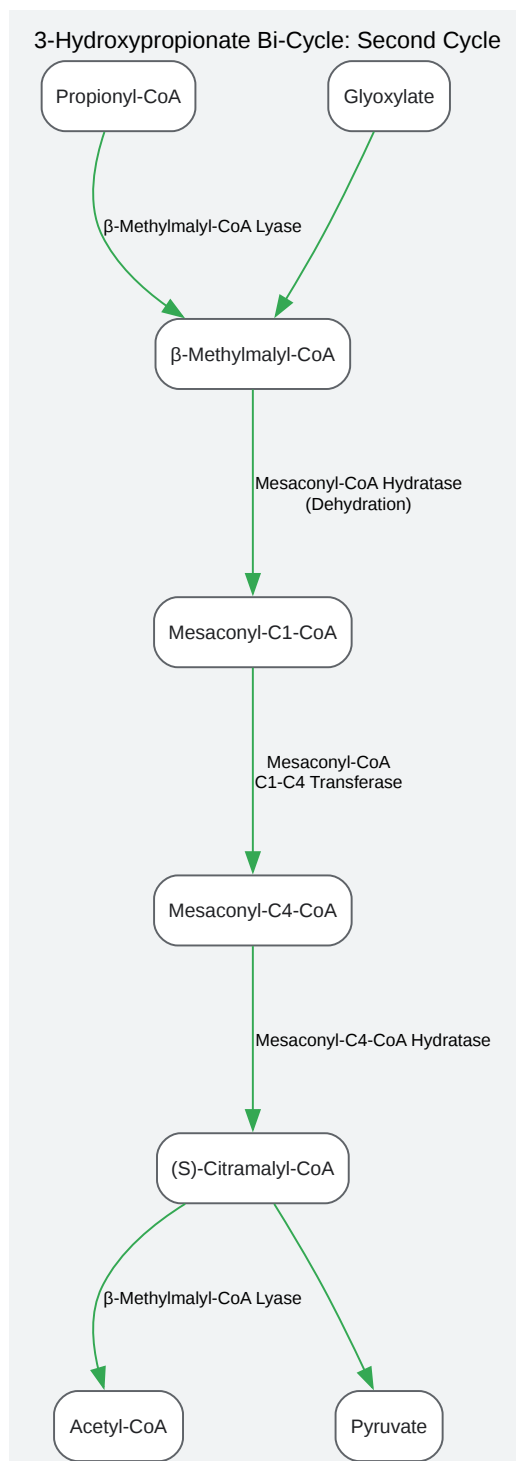 3-Hydroxypropionate Bi-Cycle: Second Cycle
Propionyl-CoA
Glyoxylate
β-Methylmalyl-CoA Lyase
β-Methylmalyl-CoA
Mesaconyl-CoA Hydratase
(Dehydration)
Mesaconyl-C1-CoA
Mesaconyl-CoA
C1-C4 Transferase
Mesaconyl-C4-CoA
Mesaconyl-C4-CoA Hydratase
(S)-Citramalyl-CoA
β-Methylmalyl-CoA Lyase
Acetyl-CoA
Pyruvate